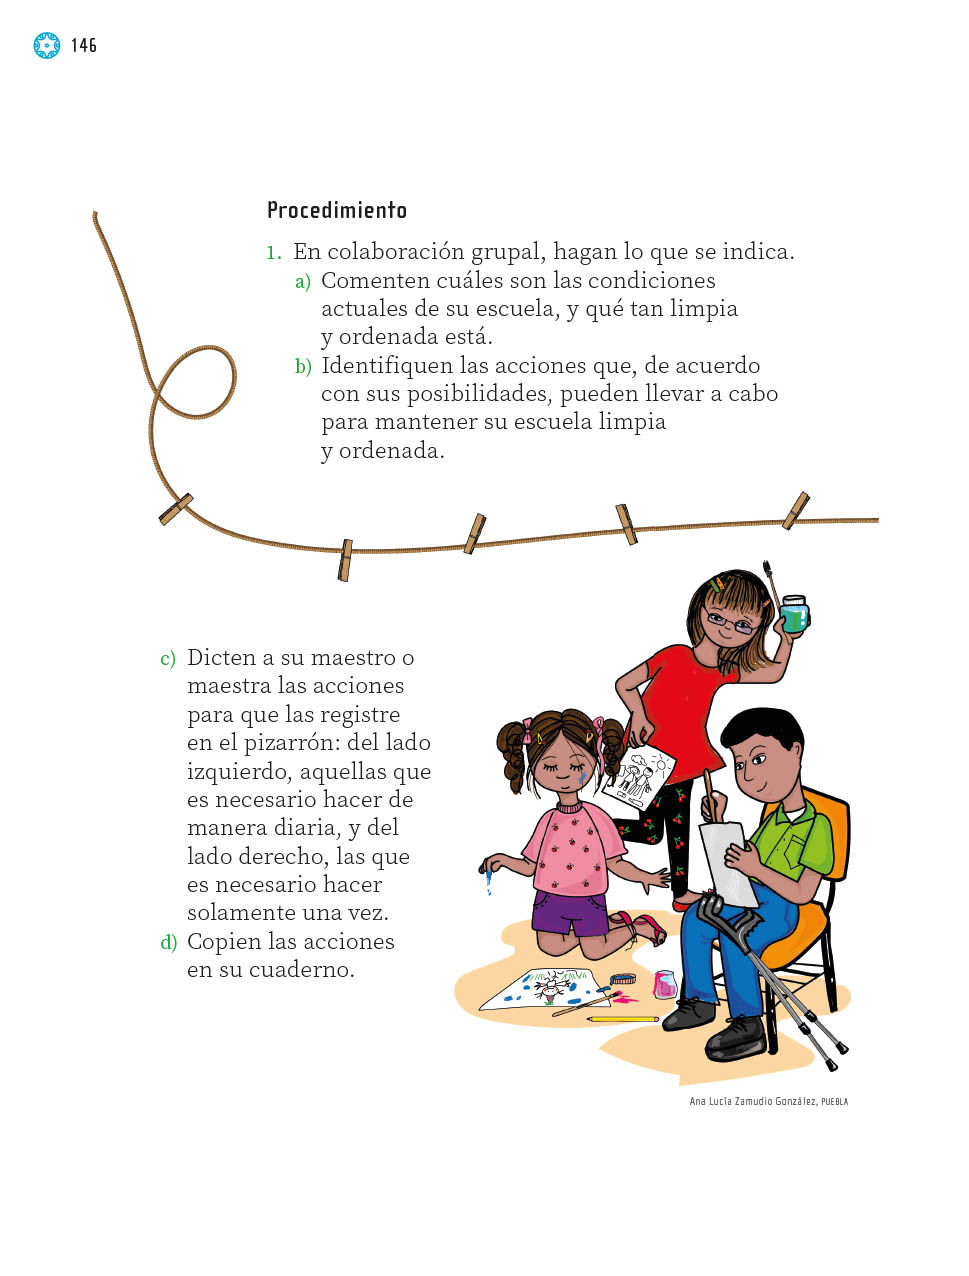 146
Procedimiento
1. En colaboración grupal, hagan lo que se indica.
a) Comenten cuáles son las condiciones
actuales de su escuela, y qué tan limpia
y ordenada está.
b) Identifiquen las acciones que, de acuerdo
con sus posibilidades, pueden llevar a cabo
para mantener su escuela limpia
y ordenada.
c) Dicten a su maestro o
maestra las acciones
para que las registre
en el pizarrón: del lado
izquierdo, aquellas que
es necesario hacer de
manera diaria, y del
lado derecho, las que
es necesario hacer
solamente una vez.
d) Copien las acciones
en su cuaderno.
Ana Lucía Zamudio González, PUEBLA